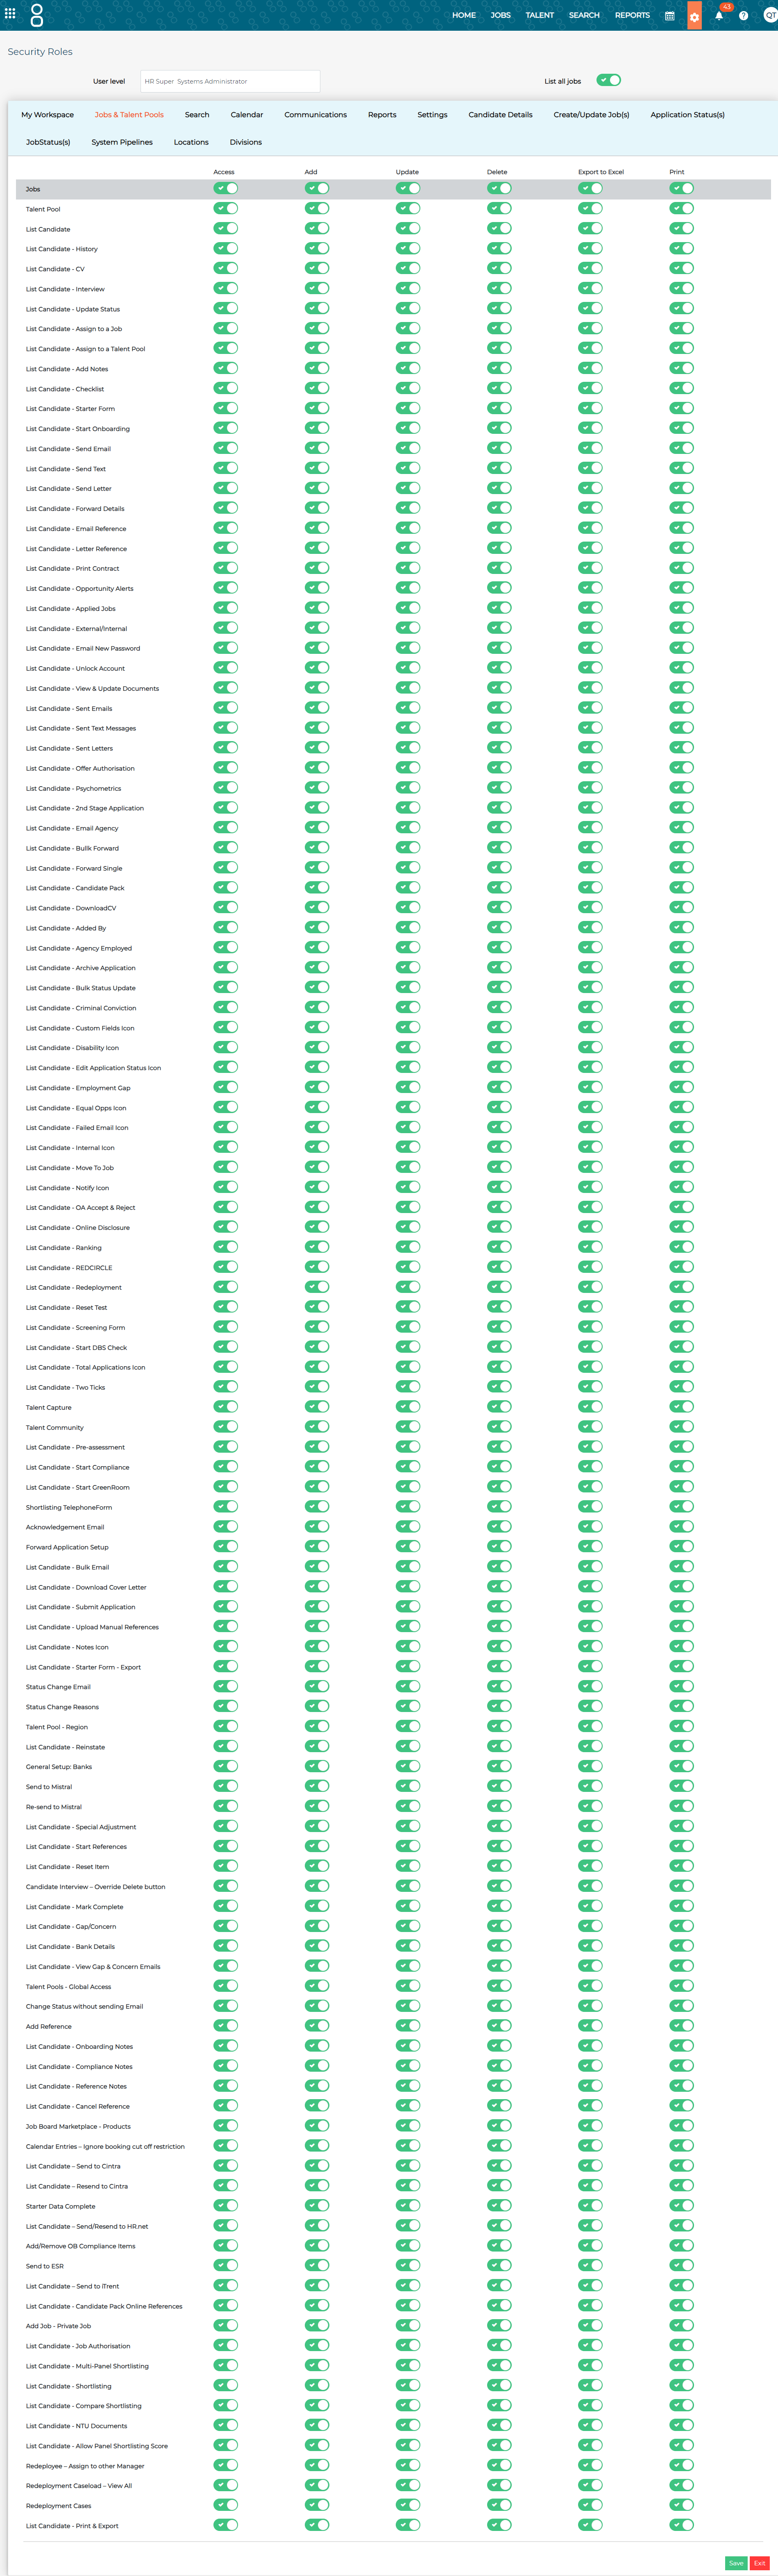 HOME JOBS TALENT SEARCH REPORTS 43 QT
Security Roles
User level HR Super Systems Administrator List all jobs
My Workspace Jobs & Talent Pools Search Calendar Communications Reports Settings Candidate Details Create/Update Job(s) Application Status(s)
JobStatus(s) System Pipelines Locations Divisions
Access Add Update Delete Export to Excel Print
Jobs
Talent Pool
List Candidate
List Candidate - History
List Candidate - CV
List Candidate - Interview
List Candidate - Update Status
List Candidate - Assign to a Job
List Candidate - Assign to a Talent Pool
List Candidate - Add Notes
List Candidate - Checklist
List Candidate - Starter Form
List Candidate - Start Onboarding
List Candidate - Send Email
List Candidate - Send Text
List Candidate - Send Letter
List Candidate - Forward Details
List Candidate - Email Reference
List Candidate - Letter Reference
List Candidate - Print Contract
List Candidate - Opportunity Alerts
List Candidate - Applied Jobs
List Candidate - External/Internal
List Candidate - Email New Password
List Candidate - Unlock Account
List Candidate - View & Update Documents
List Candidate - Sent Emails
List Candidate - Sent Text Messages
List Candidate - Sent Letters
List Candidate - Offer Authorisation
List Candidate - Psychometrics
List Candidate - 2nd Stage Application
List Candidate - Email Agency
List Candidate - Bullk Forward
List Candidate - Forward Single
List Candidate - Candidate Pack
List Candidate - DownloadCV
List Candidate - Added By
List Candidate - Agency Employed
List Candidate - Archive Application
List Candidate - Bulk Status Update
List Candidate - Criminal Conviction
List Candidate - Custom Fields Icon
List Candidate - Disability Icon
List Candidate - Edit Application Status Icon
List Candidate - Employment Gap
List Candidate - Equal Opps Icon
List Candidate - Failed Email Icon
List Candidate - Internal Icon
List Candidate - Move To Job
List Candidate - Notify Icon
List Candidate - OA Accept & Reject
List Candidate - Online Disclosure
List Candidate - Ranking
List Candidate - REDCIRCLE
List Candidate - Redeployment
List Candidate - Reset Test
List Candidate - Screening Form
List Candidate - Start DBS Check
List Candidate - Total Applications Icon
List Candidate - Two Ticks
Talent Capture
Talent Community
List Candidate - Pre-assessment
List Candidate - Start Compliance
List Candidate - Start GreenRoom
Shortlisting TelephoneForm
Acknowledgement Email
Forward Application Setup
List Candidate - Bulk Email
List Candidate - Download Cover Letter
List Candidate - Submit Application
List Candidate - Upload Manual References
List Candidate - Notes Icon
List Candidate - Starter Form - Export
Status Change Email
Status Change Reasons
Talent Pool - Region
List Candidate - Reinstate
General Setup: Banks
Send to Mistral
Re-send to Mistral
List Candidate - Special Adjustment
List Candidate - Start References
List Candidate - Reset Item
Candidate Interview – Override Delete button
List Candidate - Mark Complete
List Candidate - Gap/Concern
List Candidate - Bank Details
List Candidate - View Gap & Concern Emails
Talent Pools - Global Access
Change Status without sending Email
Add Reference
List Candidate - Onboarding Notes
List Candidate - Compliance Notes
List Candidate - Reference Notes
List Candidate - Cancel Reference
Job Board Marketplace - Products
Calendar Entries – Ignore booking cut off restriction
List Candidate – Send to Cintra
List Candidate – Resend to Cintra
Starter Data Complete
List Candidate – Send/Resend to HR.net
Add/Remove OB Compliance Items
Send to ESR
List Candidate – Send to iTrent
List Candidate - Candidate Pack Online References
Add Job - Private Job
List Candidate - Job Authorisation
List Candidate - Multi-Panel Shortlisting
List Candidate - Shortlisting
List Candidate - Compare Shortlisting
List Candidate - NTU Documents
List Candidate - Allow Panel Shortlisting Score
Redeployee – Assign to other Manager
Redeployment Caseload – View All
Redeployment Cases
List Candidate - Print & Export
Save Exit